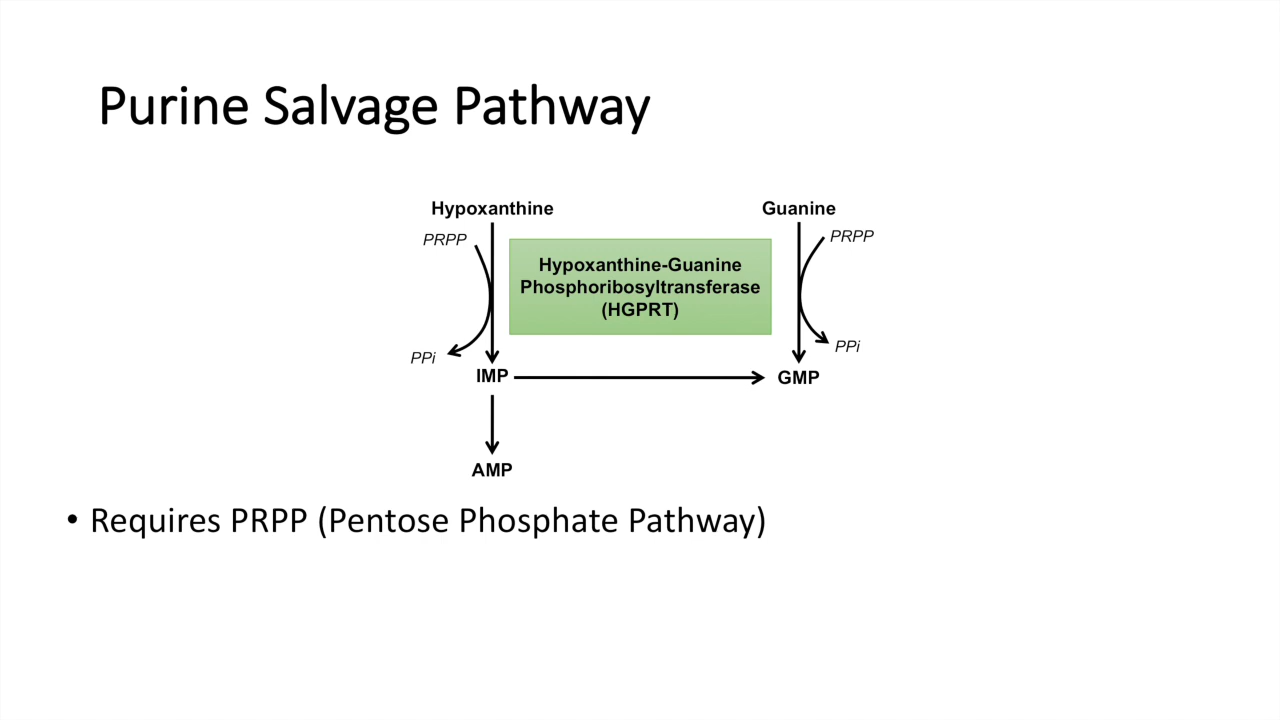 Purine Salvage Pathway
Hypoxanthine
Guanine
PRPP
PRPP
Hypoxanthine-Guanine
Phosphoribosyltransferase
(HGPRT)
PPi
PPi
IMP
GMP
AMP
• Requires PRPP (Pentose Phosphate Pathway)